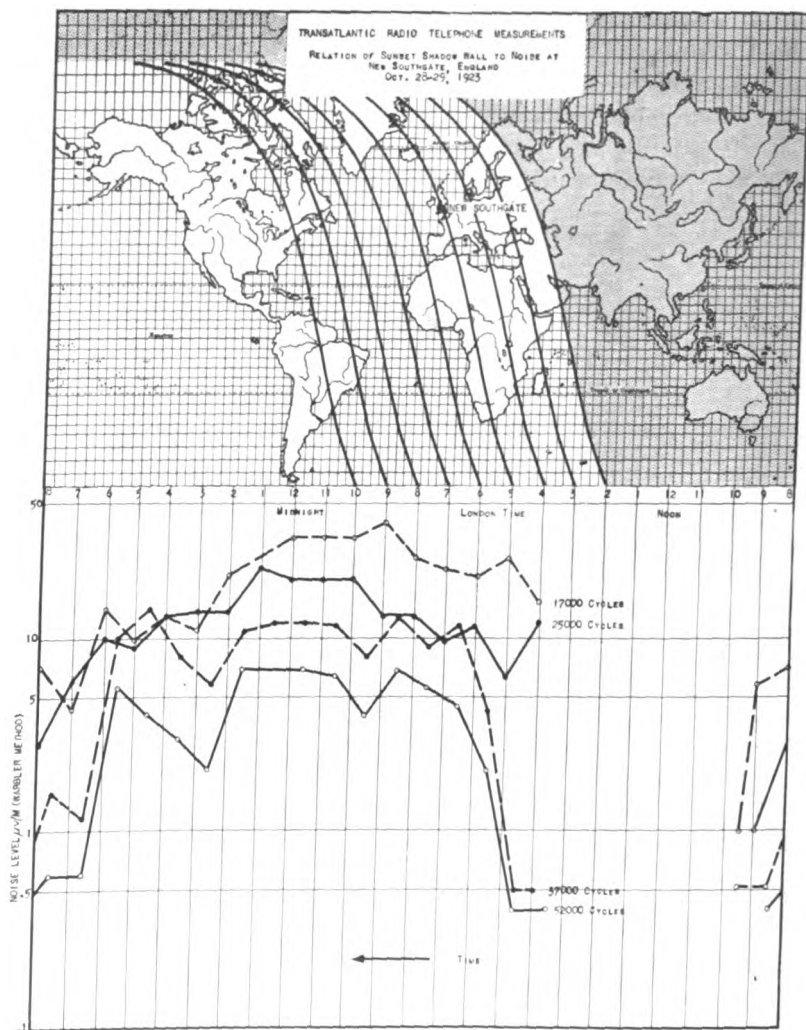 TRANSATLANTIC RADIO TELEPHONE MEASUREMENTS
RELATION OF SUNSET SHADOW WALL TO NOISE AT
NEW SOUTHGATE, ENGLAND
OCT. 28-29, 1923
NEW SOUTHGATE
8 7 6 5 4 3 2 1 12 11 10 9 8 7 6 5 4 3 2 1 12 11 10 9 8
MIDNIGHT LONDON TIME NOON
50
17000 CYCLES
25000 CYCLES
10
5
NOISE LEVEL μV/M (WARBLER METHOD)
1
.5
37000 CYCLES
52000 CYCLES
TIME
.1